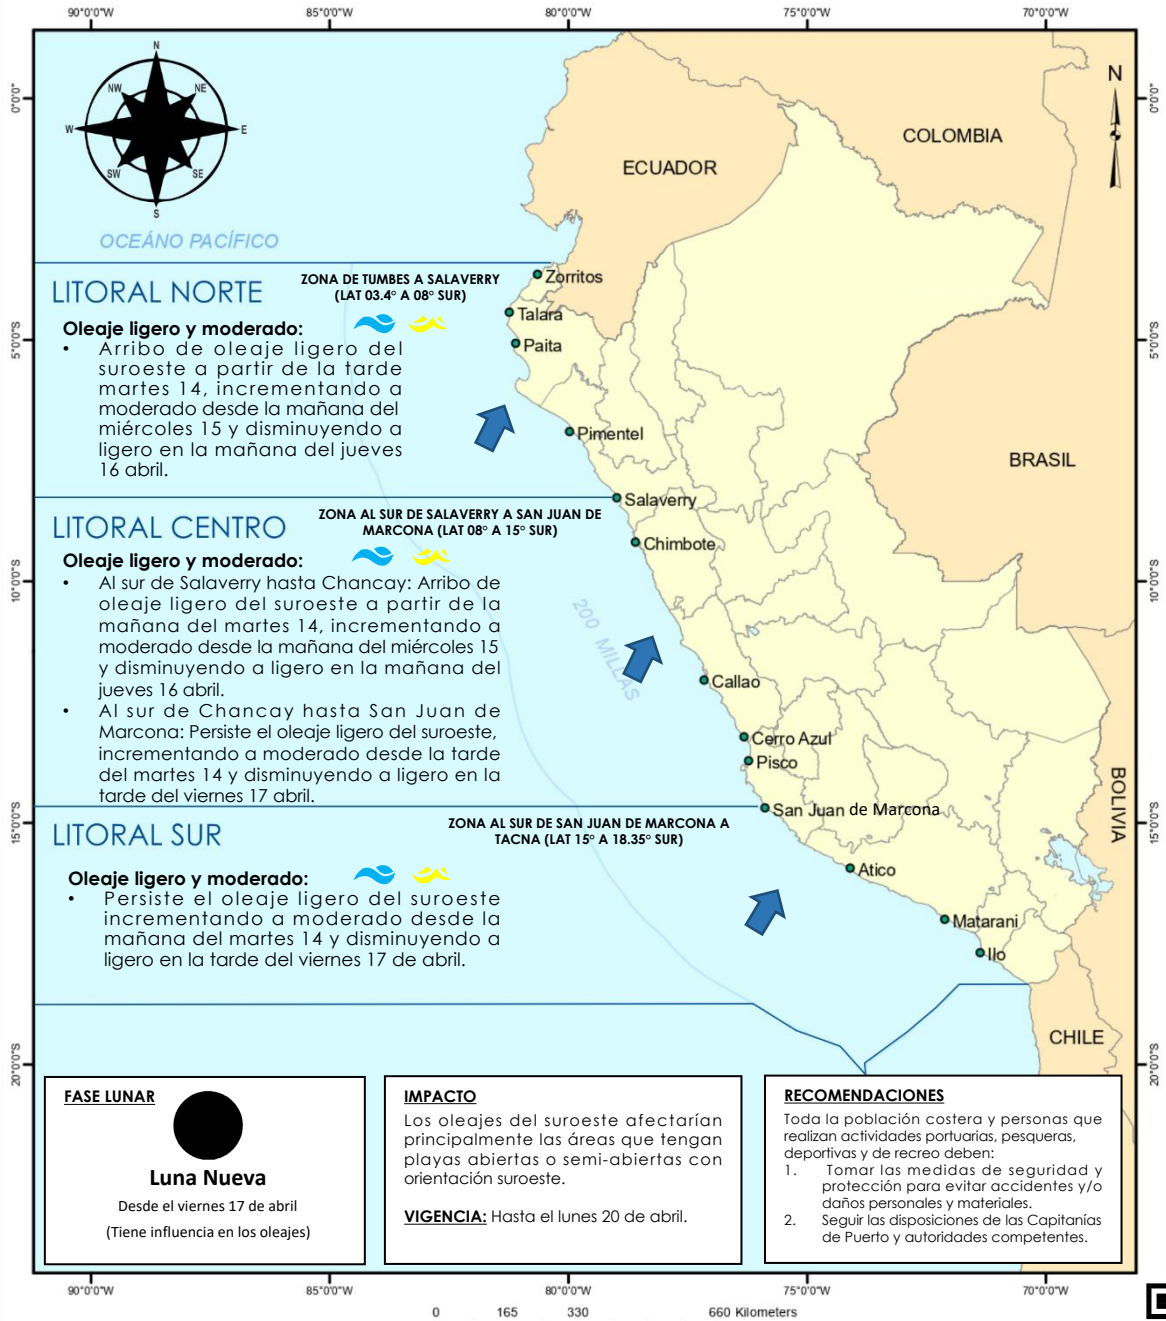 90°0'0"W 85°0'0"W 80°0'0"W 75°0'0"W 70°0'0"W
N
NW NE
W E
SW SE
S
N
0°0'0" 0°0'0"
COLOMBIA
ECUADOR
OCEÁNO PACÍFICO
LITORAL NORTE
ZONA DE TUMBES A SALAVERRY
(LAT 03.4° A 08° SUR)
Oleaje ligero y moderado:
• Arribo de oleaje ligero del
suroeste a partir de la tarde
martes 14, incrementando a
moderado desde la mañana del
miércoles 15 y disminuyendo a
ligero en la mañana del jueves
16 abril.
Zorritos
Talara
Paita
Pimentel
Salaverry
5°0'0"S 5°0'0"S
BRASIL
LITORAL CENTRO
ZONA AL SUR DE SALAVERRY A SAN JUAN DE
MARCONA (LAT 08° A 15° SUR)
Oleaje ligero y moderado:
• Al sur de Salaverry hasta Chancay: Arribo de
oleaje ligero del suroeste a partir de la
mañana del martes 14, incrementando a
moderado desde la mañana del miércoles 15
y disminuyendo a ligero en la mañana del
jueves 16 abril.
• Al sur de Chancay hasta San Juan de
Marcona: Persiste el oleaje ligero del suroeste,
incrementando a moderado desde la tarde
del martes 14 y disminuyendo a ligero en la
tarde del viernes 17 abril.
Chimbote
10°0'0"S 10°0'0"S
200 MILLAS
Callao
Cerro Azul
Pisco
San Juan de Marcona
BOLIVIA
15°0'0"S 15°0'0"S
LITORAL SUR
ZONA AL SUR DE SAN JUAN DE MARCONA A
TACNA (LAT 15° A 18.35° SUR)
Oleaje ligero y moderado:
• Persiste el oleaje ligero del suroeste
incrementando a moderado desde la
mañana del martes 14 y disminuyendo a
ligero en la tarde del viernes 17 de abril.
Atico
Matarani
Ilo
CHILE
20°0'0"S 20°0'0"S
FASE LUNAR
Luna Nueva
Desde el viernes 17 de abril
(Tiene influencia en los oleajes)
IMPACTO
Los oleajes del suroeste afectarían
principalmente las áreas que tengan
playas abiertas o semi-abiertas con
orientación suroeste.
VIGENCIA: Hasta el lunes 20 de abril.
RECOMENDACIONES
Toda la población costera y personas que
realizan actividades portuarias, pesqueras,
deportivas y de recreo deben:
1. Tomar las medidas de seguridad y
protección para evitar accidentes y/o
daños personales y materiales.
2. Seguir las disposiciones de las Capitanías
de Puerto y autoridades competentes.
90°0'0"W 85°0'0"W 80°0'0"W 75°0'0"W 70°0'0"W
0 165 330 660 Kilometers